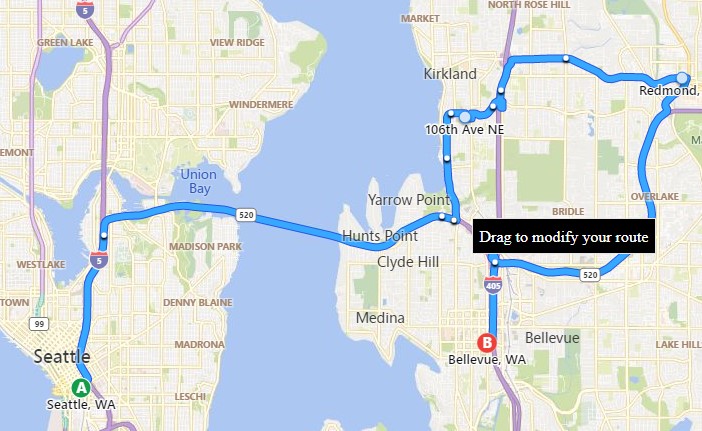 MARKET
NORTH ROSE HILL
5
GREEN LAKE
VIEW RIDGE
Kirkland
Redmond,
WINDERMERE
106th Ave NE
EMONT
Union
Bay
Yarrow Point
OVERLAKE
520
BRIDLE
Hunts Point
Drag to modify your route
MADISON PARK
5
WESTLAKE
Clyde Hill
520
405
TOWN
DENNY BLAINE
99
Medina
Bellevue
B
MADRONA
LAKE HILL
Seattle
Bellevue, WA
A
LESCHI
Seattle, WA